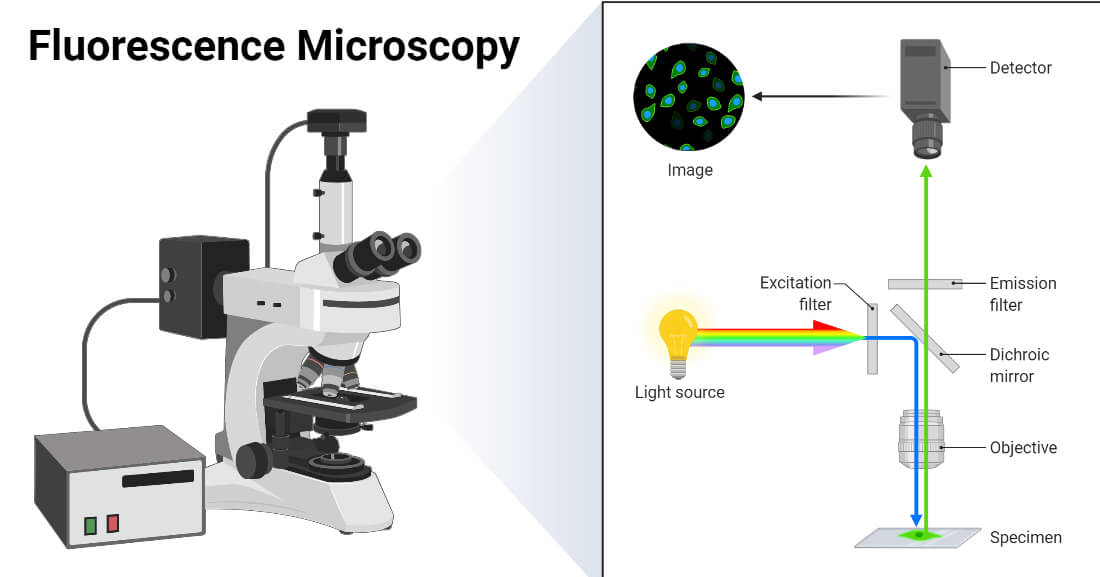 Fluorescence Microscopy
Detector
Image
Excitation
filter
Emission
filter
Dichroic
mirror
Light source
Objective
Specimen